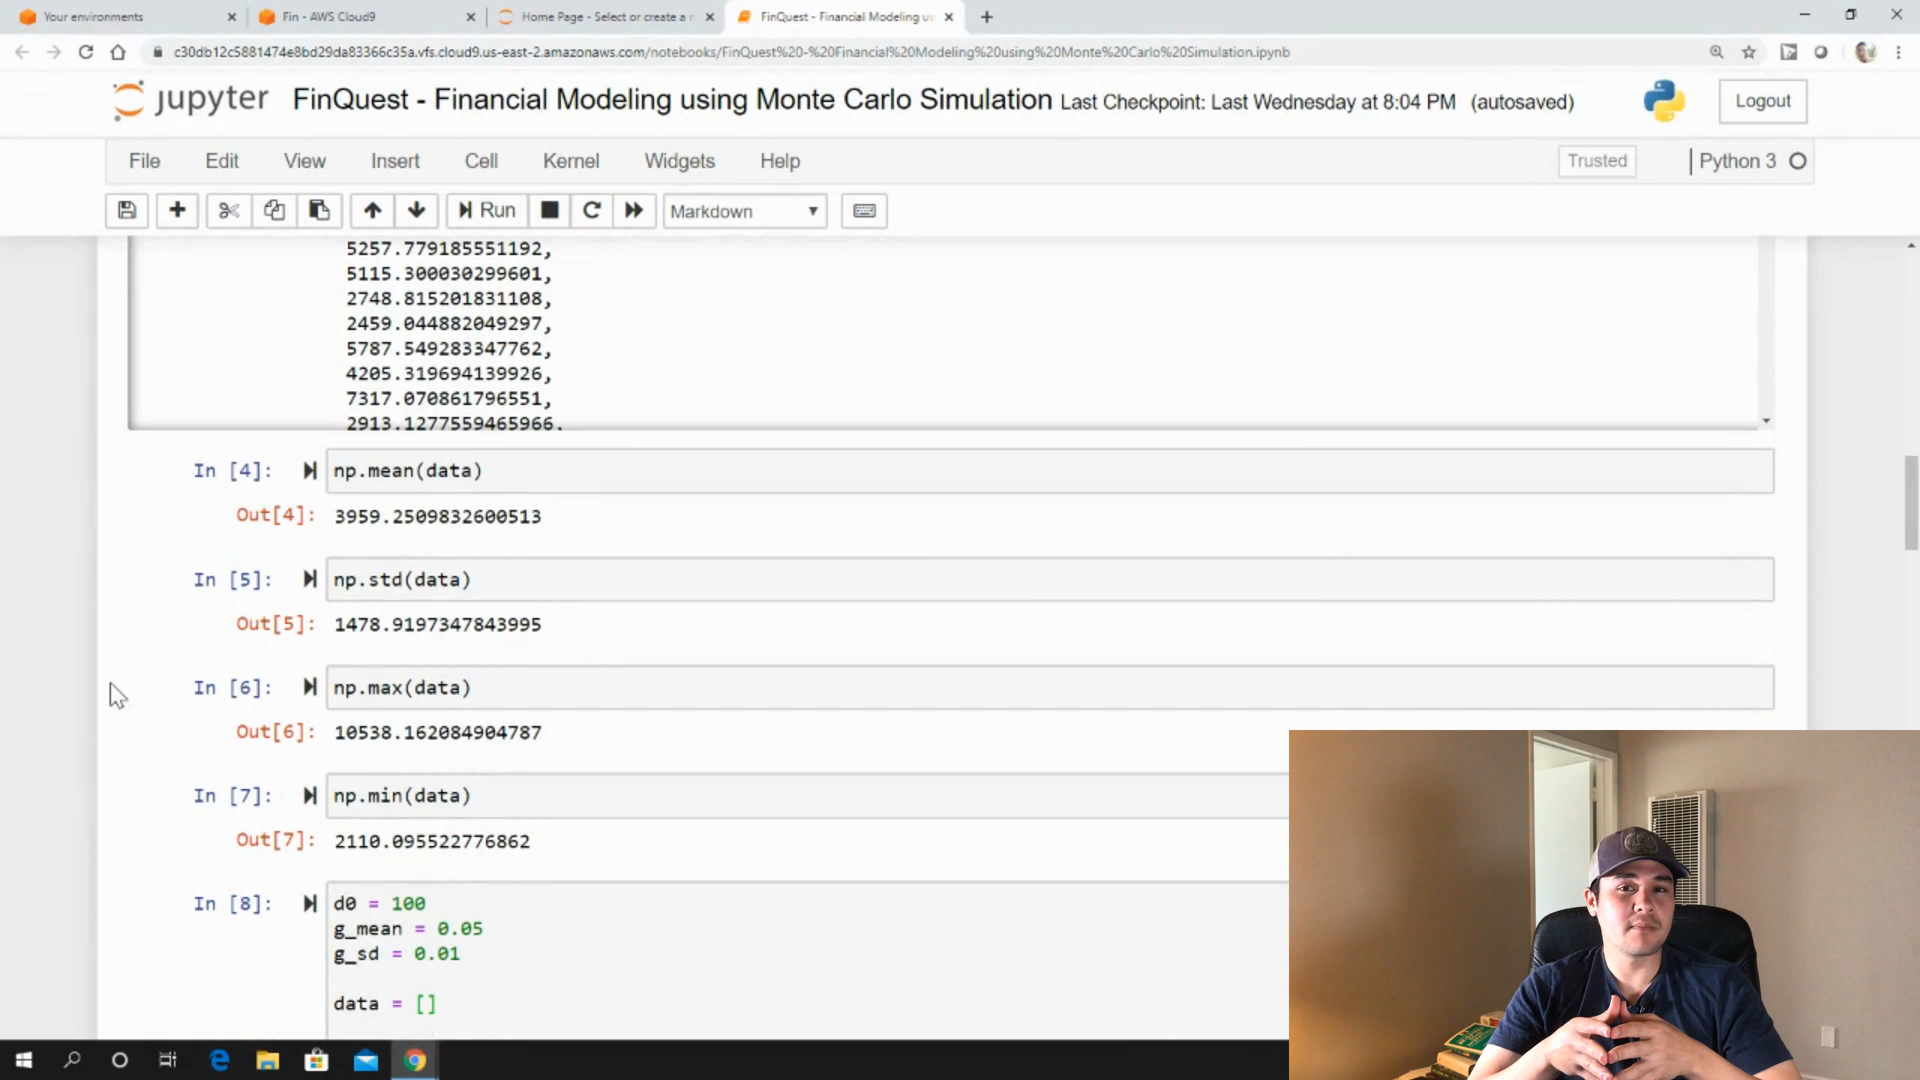 Your environments
Fin - AWS Cloud9
Home Page - Select or create a n
FinQuest - Financial Modeling us
c30db12c5881474e8bd29da83366c35a.vfs.cloud9.us-east-2.amazonaws.com/notebooks/FinQuest%20-%20Financial%20Modeling%20using%20Monte%20Carlo%20Simulation.ipynb
jupyter FinQuest - Financial Modeling using Monte Carlo Simulation Last Checkpoint: Last Wednesday at 8:04 PM (autosaved)
Logout
File Edit View Insert Cell Kernel Widgets Help
Trusted
Python 3
Run
Markdown
5257.779185551192,
5115.300030299601,
2748.815201831108,
2459.044882049297,
5787.549283347762,
4205.319694139926,
7317.070861796551,
2913.1277559465966,
In [4]: np.mean(data)
Out[4]: 3959.2509832600513
In [5]: np.std(data)
Out[5]: 1478.9197347843995
In [6]: np.max(data)
Out[6]: 10538.162084904787
In [7]: np.min(data)
Out[7]: 2110.095522776862
In [8]: d0 = 100
g_mean = 0.05
g_sd = 0.01
data = []